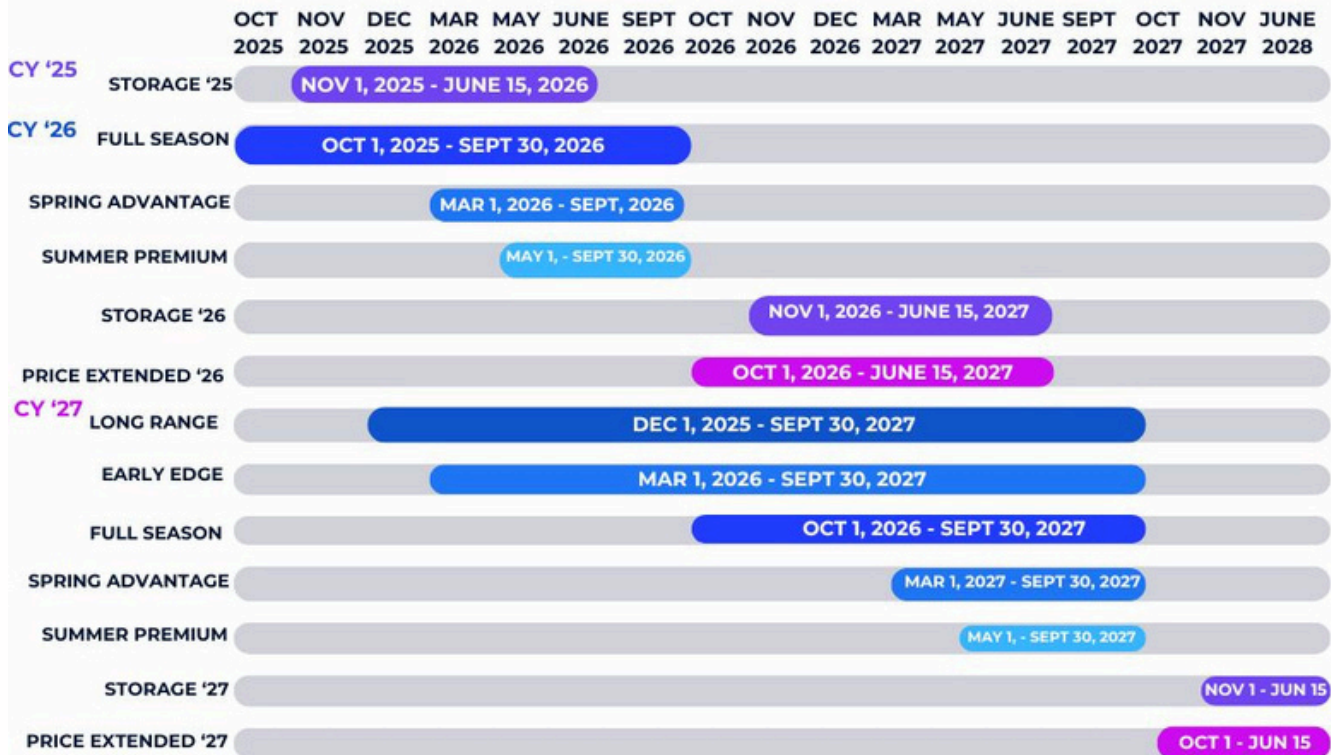 OCT NOV DEC MAR MAY JUNE SEPT OCT NOV DEC MAR MAY JUNE SEPT OCT NOV JUNE
2025 2025 2025 2026 2026 2026 2026 2026 2026 2026 2027 2027 2027 2027 2027 2027 2028
CY ‘25
STORAGE ‘25 NOV 1, 2025 - JUNE 15, 2026
CY ‘26
FULL SEASON OCT 1, 2025 - SEPT 30, 2026
SPRING ADVANTAGE MAR 1, 2026 - SEPT, 2026
SUMMER PREMIUM MAY 1, - SEPT 30, 2026
STORAGE ‘26 NOV 1, 2026 - JUNE 15, 2027
PRICE EXTENDED ‘26 OCT 1, 2026 - JUNE 15, 2027
CY ‘27
LONG RANGE DEC 1, 2025 - SEPT 30, 2027
EARLY EDGE MAR 1, 2026 - SEPT 30, 2027
FULL SEASON OCT 1, 2026 - SEPT 30, 2027
SPRING ADVANTAGE MAR 1, 2027 - SEPT 30, 2027
SUMMER PREMIUM MAY 1, - SEPT 30, 2027
STORAGE ‘27 NOV 1 - JUN 15
PRICE EXTENDED ‘27 OCT 1 - JUN 15